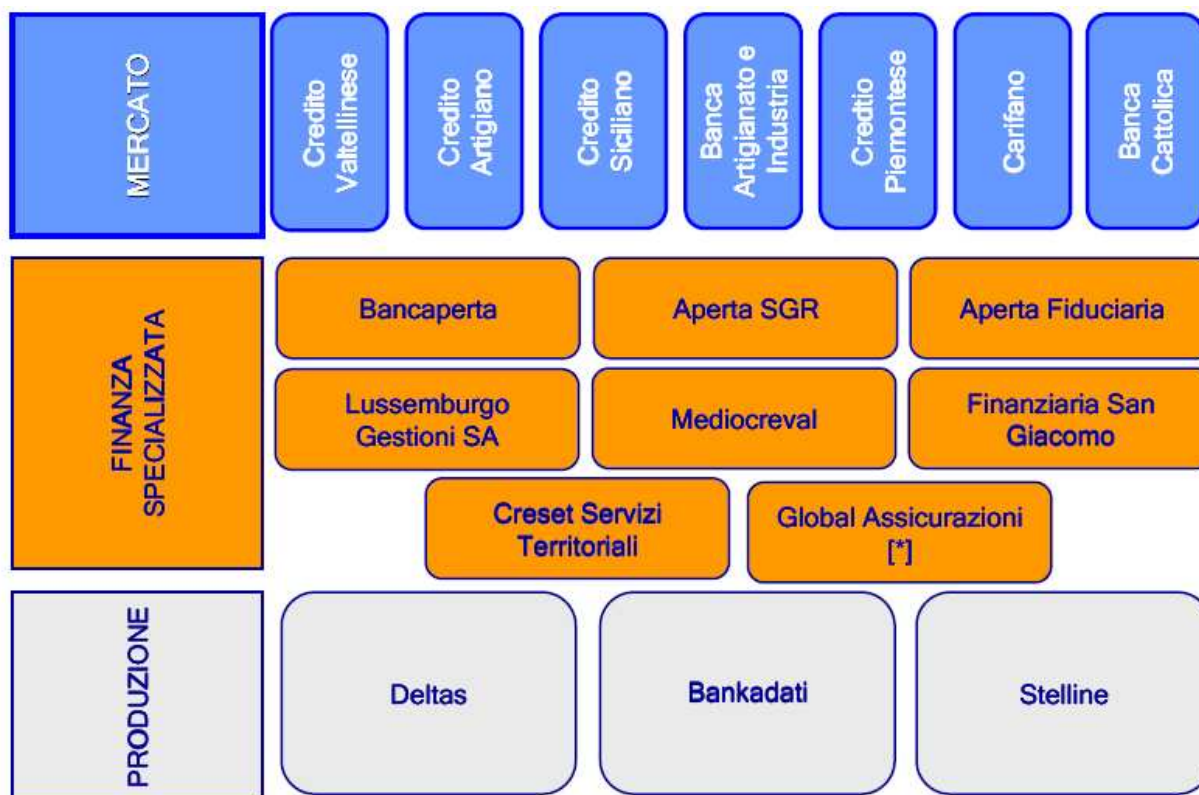 MERCATO
Credito
Valtellinese
Credito
Artigiano
Credito
Siciliano
Banca
Artigianato e
Industria
Credtio
Piemontese
Carifano
Banca
Cattolica
FINANZA
SPECIALIZZATA
Bancaperta
Aperta SGR
Aperta Fiduciaria
Lussemburgo
Gestioni SA
Mediocreval
Finanziaria San
Giacomo
Creset Servizi
Territoriali
Global Assicurazioni
[*]
PRODUZIONE
Deltas
Bankadati
Stelline